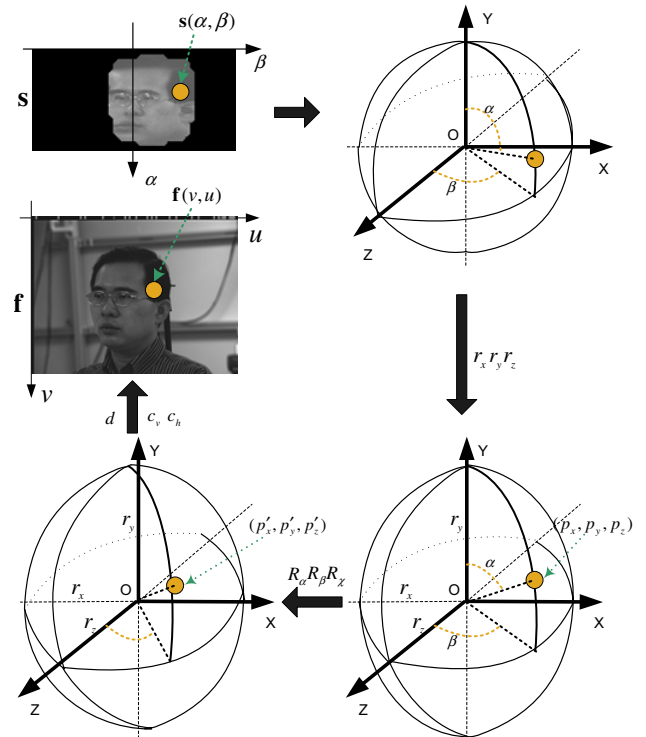 s(α, β)
s
β
α
Y
α
O
X
β
Z
f(v, u)
u
f
v
r_x r_y r_z
d c_v c_h
Y
(p'_x, p'_y, p'_z)
r_y
r_x
O
r_z
X
Z
R_α R_β R_χ
Y
(p_x, p_y, p_z)
r_y
α
r_x
O
r_z
β
X
Z